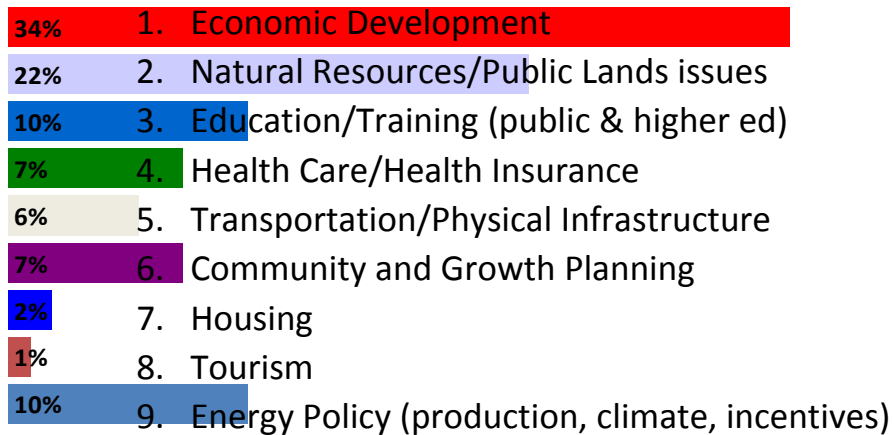 34% 1. Economic Development
22% 2. Natural Resources/Public Lands issues
10% 3. Education/Training (public & higher ed)
7% 4. Health Care/Health Insurance
6% 5. Transportation/Physical Infrastructure
7% 6. Community and Growth Planning
2% 7. Housing
1% 8. Tourism
10% 9. Energy Policy (production, climate, incentives)